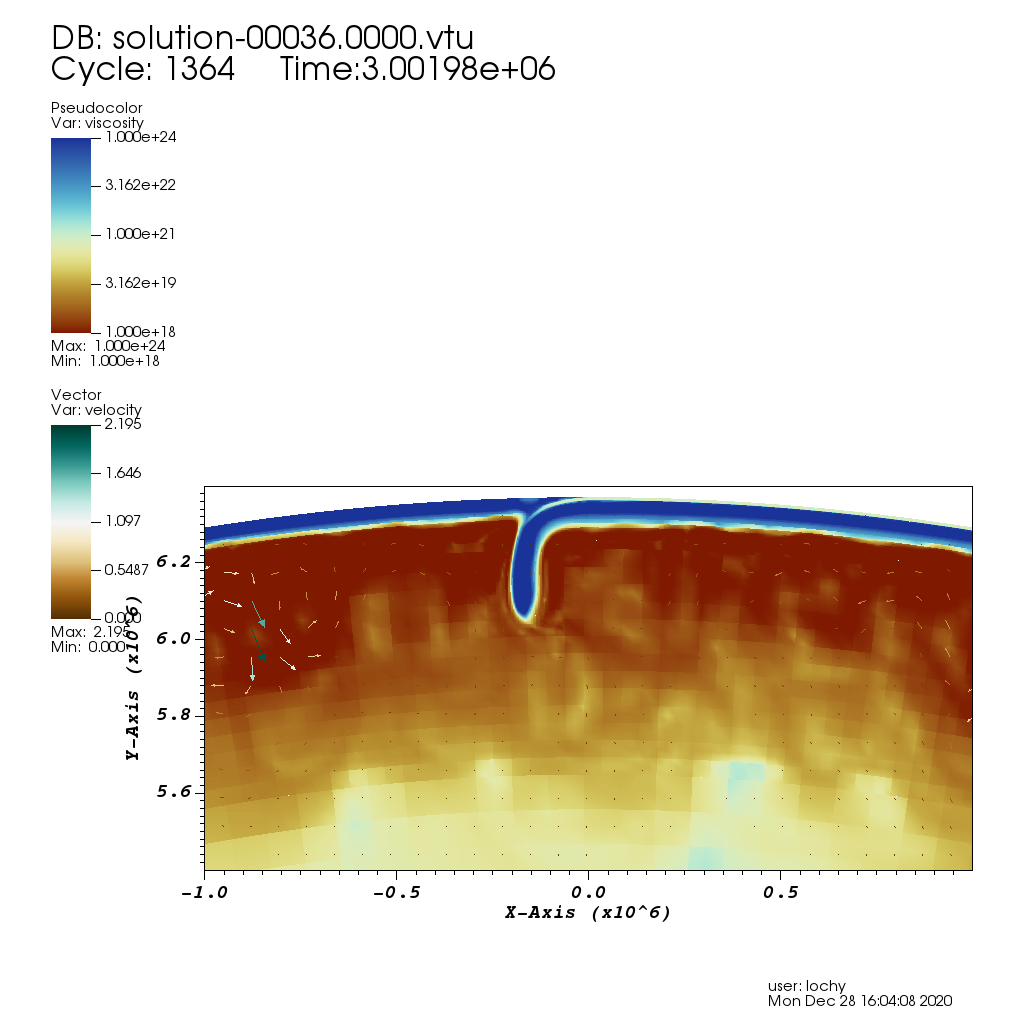 DB: solution-00036.0000.vtu
Cycle: 1364 Time:3.00198e+06
Pseudocolor
Var: viscosity
1.000e+24
3.162e+22
1.000e+21
3.162e+19
1.000e+18
Max: 1.000e+24
Min: 1.000e+18
Vector
Var: velocity
2.195
1.646
1.097
0.5487
0.000
Max: 2.195
Min: 0.000
Y-Axis (x10^6)
6.2
6.0
5.8
5.6
-1.0 -0.5 0.0 0.5
X-Axis (x10^6)
user: lochy
Mon Dec 28 16:04:08 2020